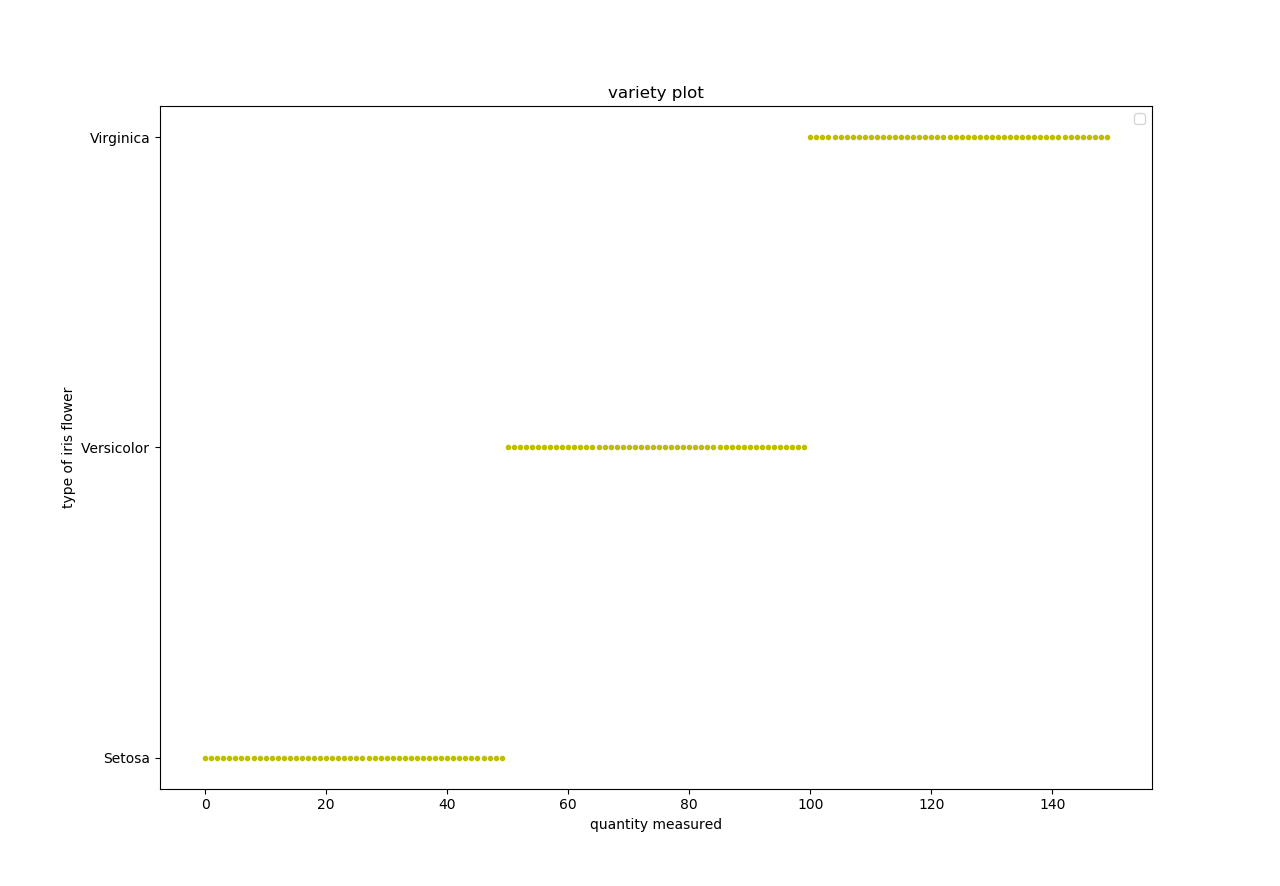 variety plot
Virginica
Versicolor
Setosa
type of iris flower
0 20 40 60 80 100 120 140
quantity measured